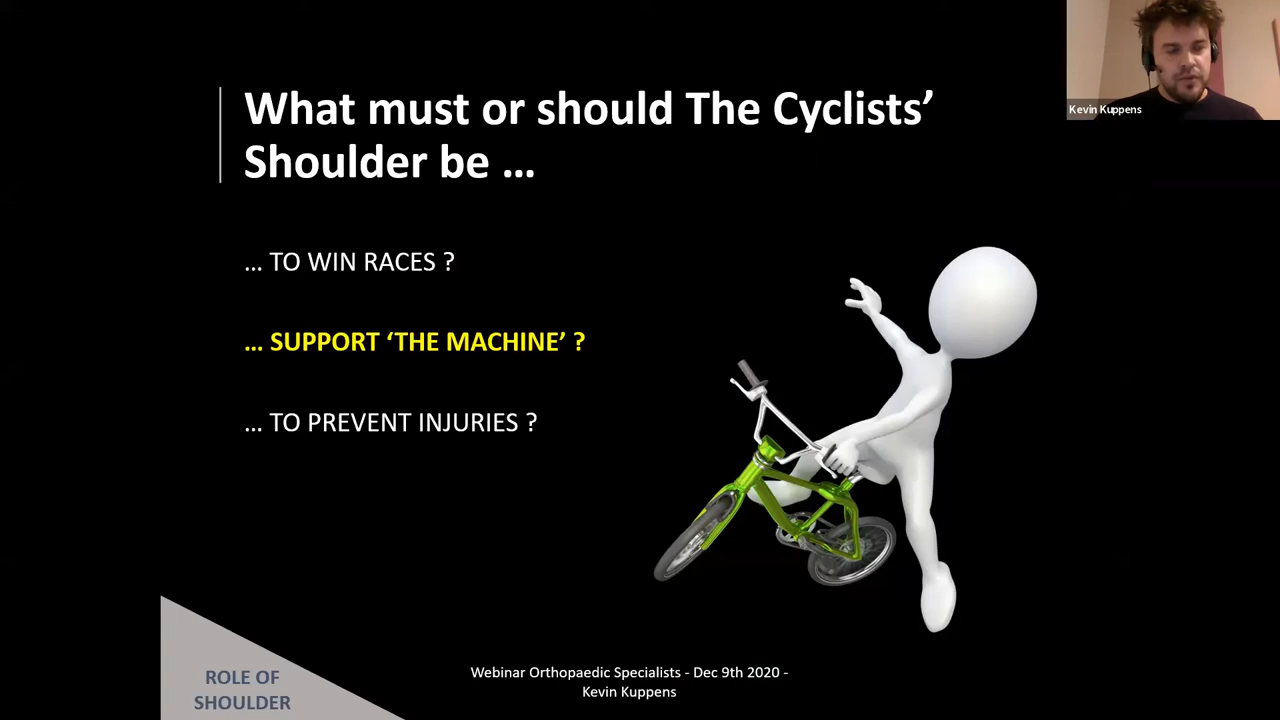 What must or should The Cyclists’
Shoulder be …
… TO WIN RACES ?
… SUPPORT ‘THE MACHINE’ ?
… TO PREVENT INJURIES ?
ROLE OF
SHOULDER
Webinar Orthopaedic Specialists - Dec 9th 2020 -
Kevin Kuppens
Kevin Kuppens